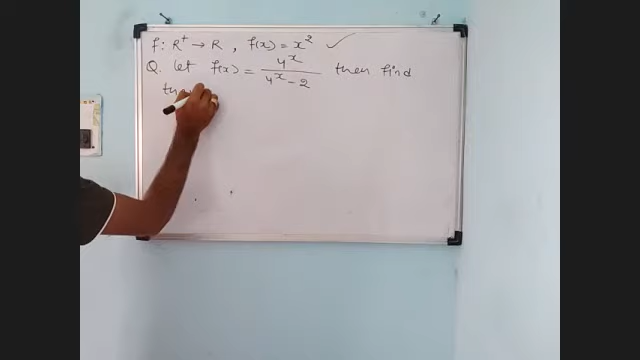 f: R⁺ → R , f(x) = x² ✓
Q. Let f(x) = 4ˣ / 4ˣ - 2 then find